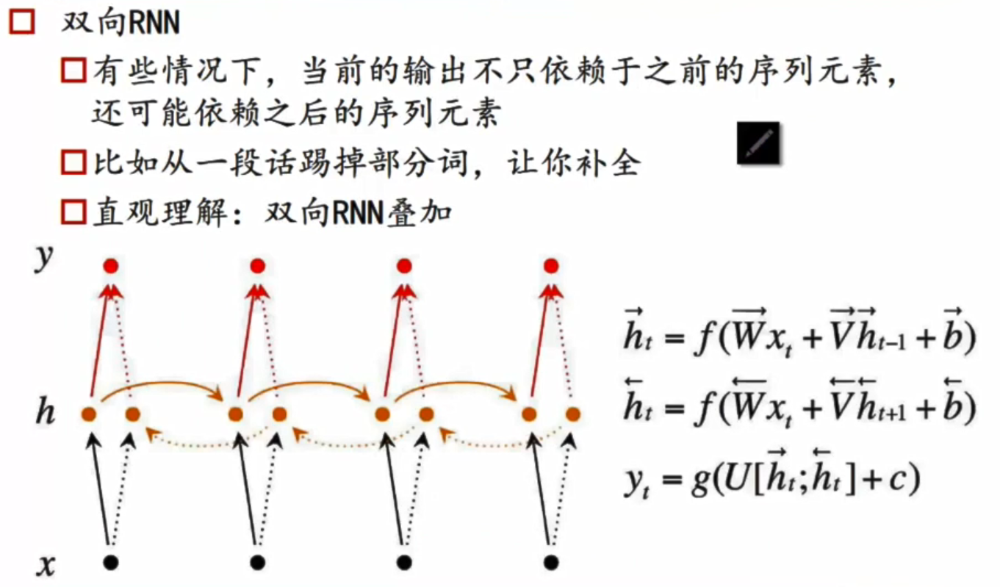 双向RNN
有些情况下，当前的输出不只依赖于之前的序列元素，
还可能依赖之后的序列元素
比如从一段话踢掉部分词，让你补全
直观理解：双向RNN叠加
y
h
x
$\overrightarrow{h}_t = f(\overrightarrow{W}x_t + \overrightarrow{V}\overrightarrow{h}_{t-1} + \overrightarrow{b})$
$\overleftarrow{h}_t = f(\overleftarrow{W}x_t + \overleftarrow{V}\overleftarrow{h}_{t+1} + \overleftarrow{b})$
$y_t = g(U[\overrightarrow{h}_t;\overleftarrow{h}_t] + c)$